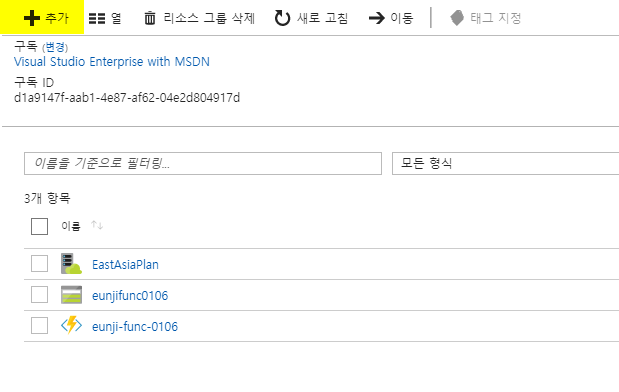 추가 열 리소스 그룹 삭제 새로 고침 이동 태그 지정
구독 (변경)
Visual Studio Enterprise with MSDN
구독 ID
d1a9147f-aab1-4e87-af62-04e2d804917d
이름을 기준으로 필터링... 모든 형식
3개 항목
이름
EastAsiaPlan
eunjifunc0106
eunji-func-0106